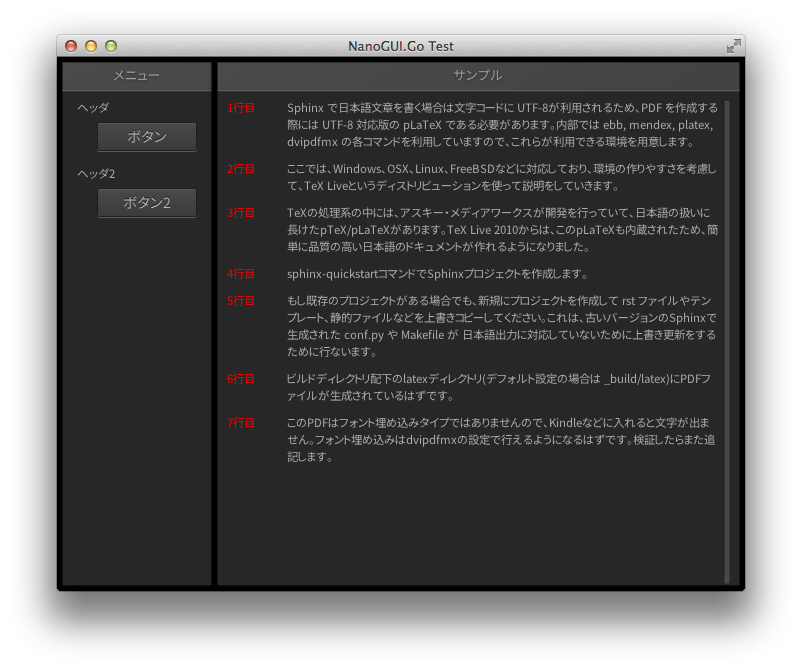 NanoGUI.Go Test
メニュー
ヘッダ
ボタン
ヘッダ2
ボタン2
サンプル
1行目 Sphinx で日本語文章を書く場合は文字コードに UTF-8が利用されるため、PDF を作成する
際には UTF-8 対応版の pLaTeX である必要があります。内部では ebb, mendex, platex,
dvipdfmx の各コマンドを利用していますので、これらが利用できる環境を用意します。
2行目 ここでは、Windows、OSX、Linux、FreeBSDなどに対応しており、環境の作りやすさを考慮し
て、TeX Liveというディストリビューションを使って説明をしていきます。
3行目 TeXの処理系の中には、アスキー・メディアワークスが開発を行っていて、日本語の扱いに
長けたpTeX/pLaTeXがあります。TeX Live 2010からは、このpLaTeXも内蔵されたため、簡
単に品質の高い日本語のドキュメントが作れるようになりました。
4行目 sphinx-quickstartコマンドでSphinxプロジェクトを作成します。
5行目 もし既存のプロジェクトがある場合でも、新規にプロジェクトを作成して rst ファイルやテン
プレート、静的ファイルなどを上書きコピーしてください。これは、古いバージョンのSphinxで
生成された conf.py や Makefile が 日本語出力に対応していないために上書き更新をする
ために行ないます。
6行目 ビルドディレクトリ配下のlatexディレクトリ(デフォルト設定の場合は _build/latex)にPDFフ
ァイルが生成されているはずです。
7行目 このPDFはフォント埋め込みタイプではありませんので、Kindleなどに入れると文字が出ま
せん。フォント埋め込みはdvipdfmxの設定で行えるようになるはずです。検証したらまた追
記します。